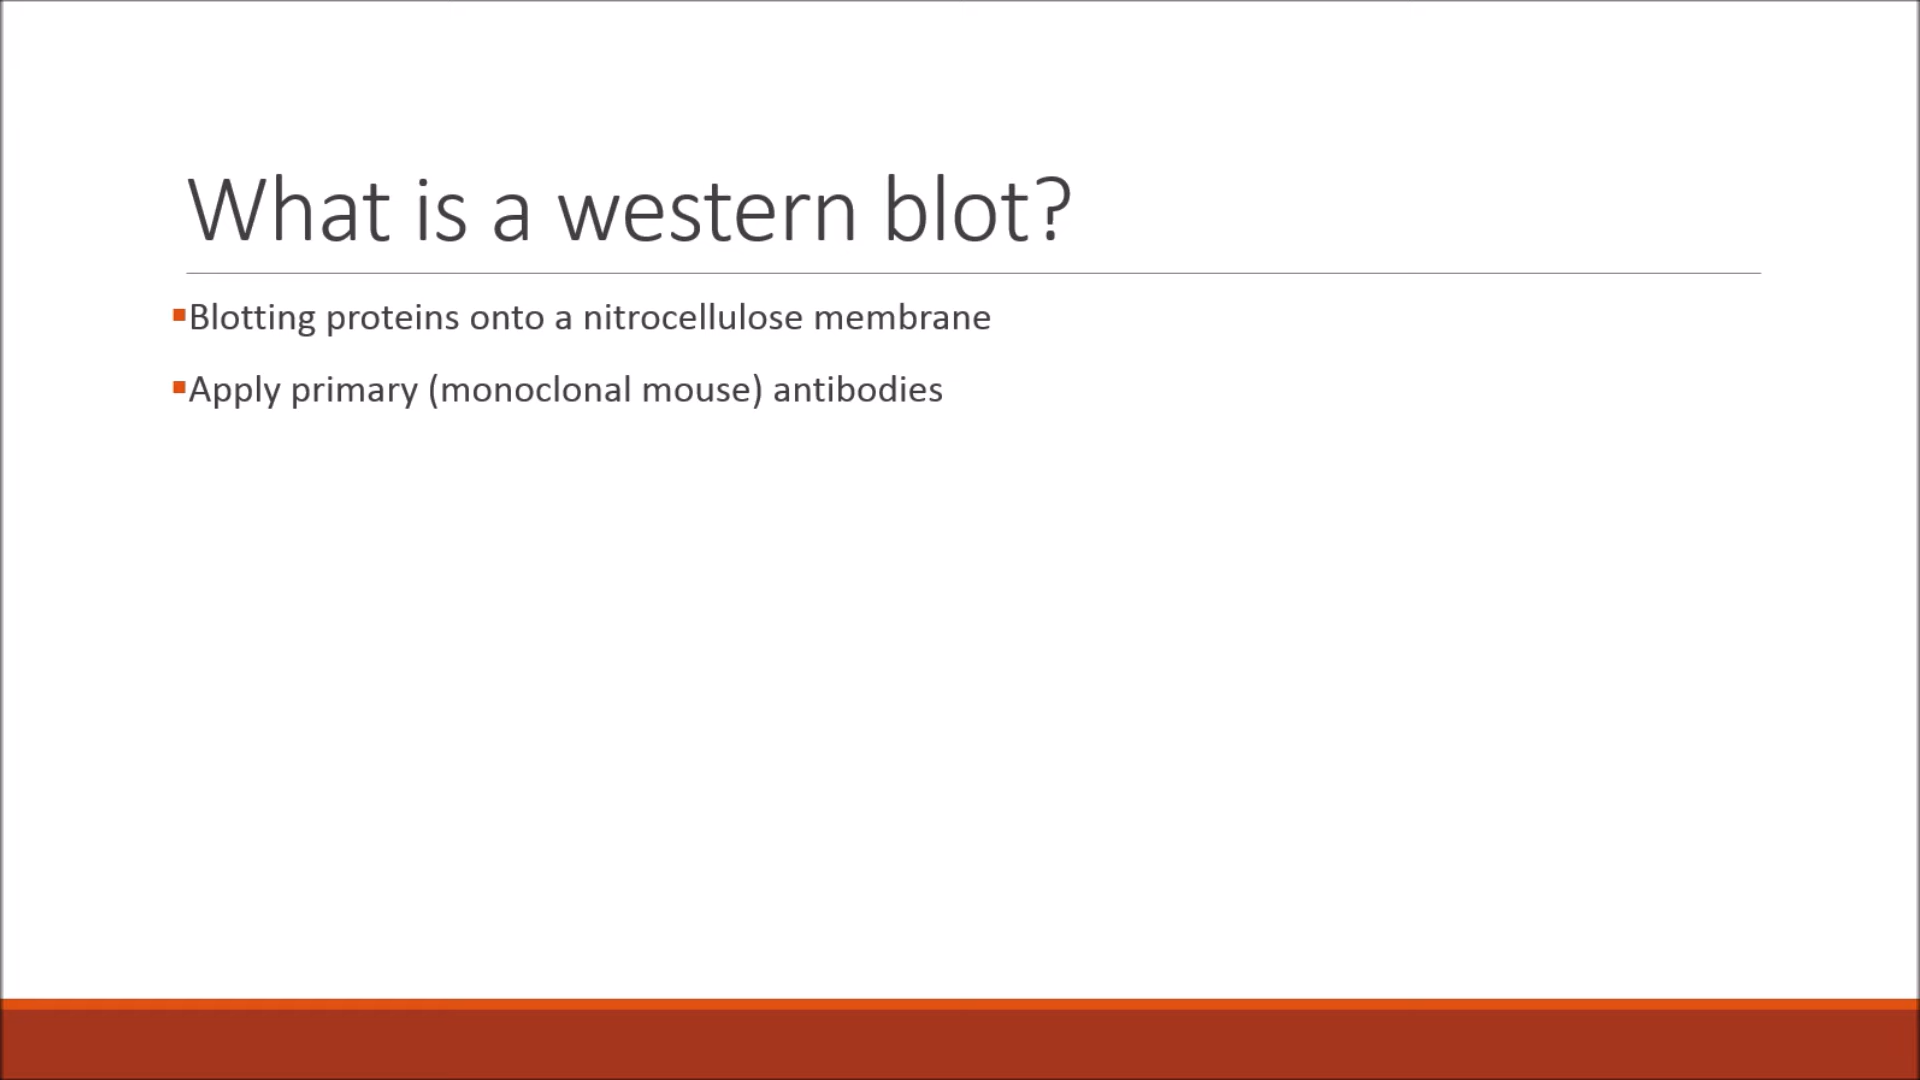 What is a western blot?
▪Blotting proteins onto a nitrocellulose membrane
▪Apply primary (monoclonal mouse) antibodies